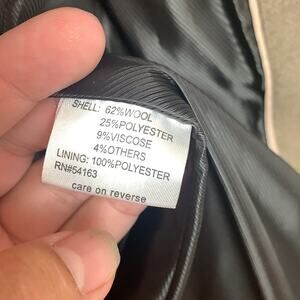 SHELL: 62%WOOL
25%POLYESTER
9%VISCOSE
4%OTHERS
LINING: 100%POLYESTER
RN#54163
care on reverse